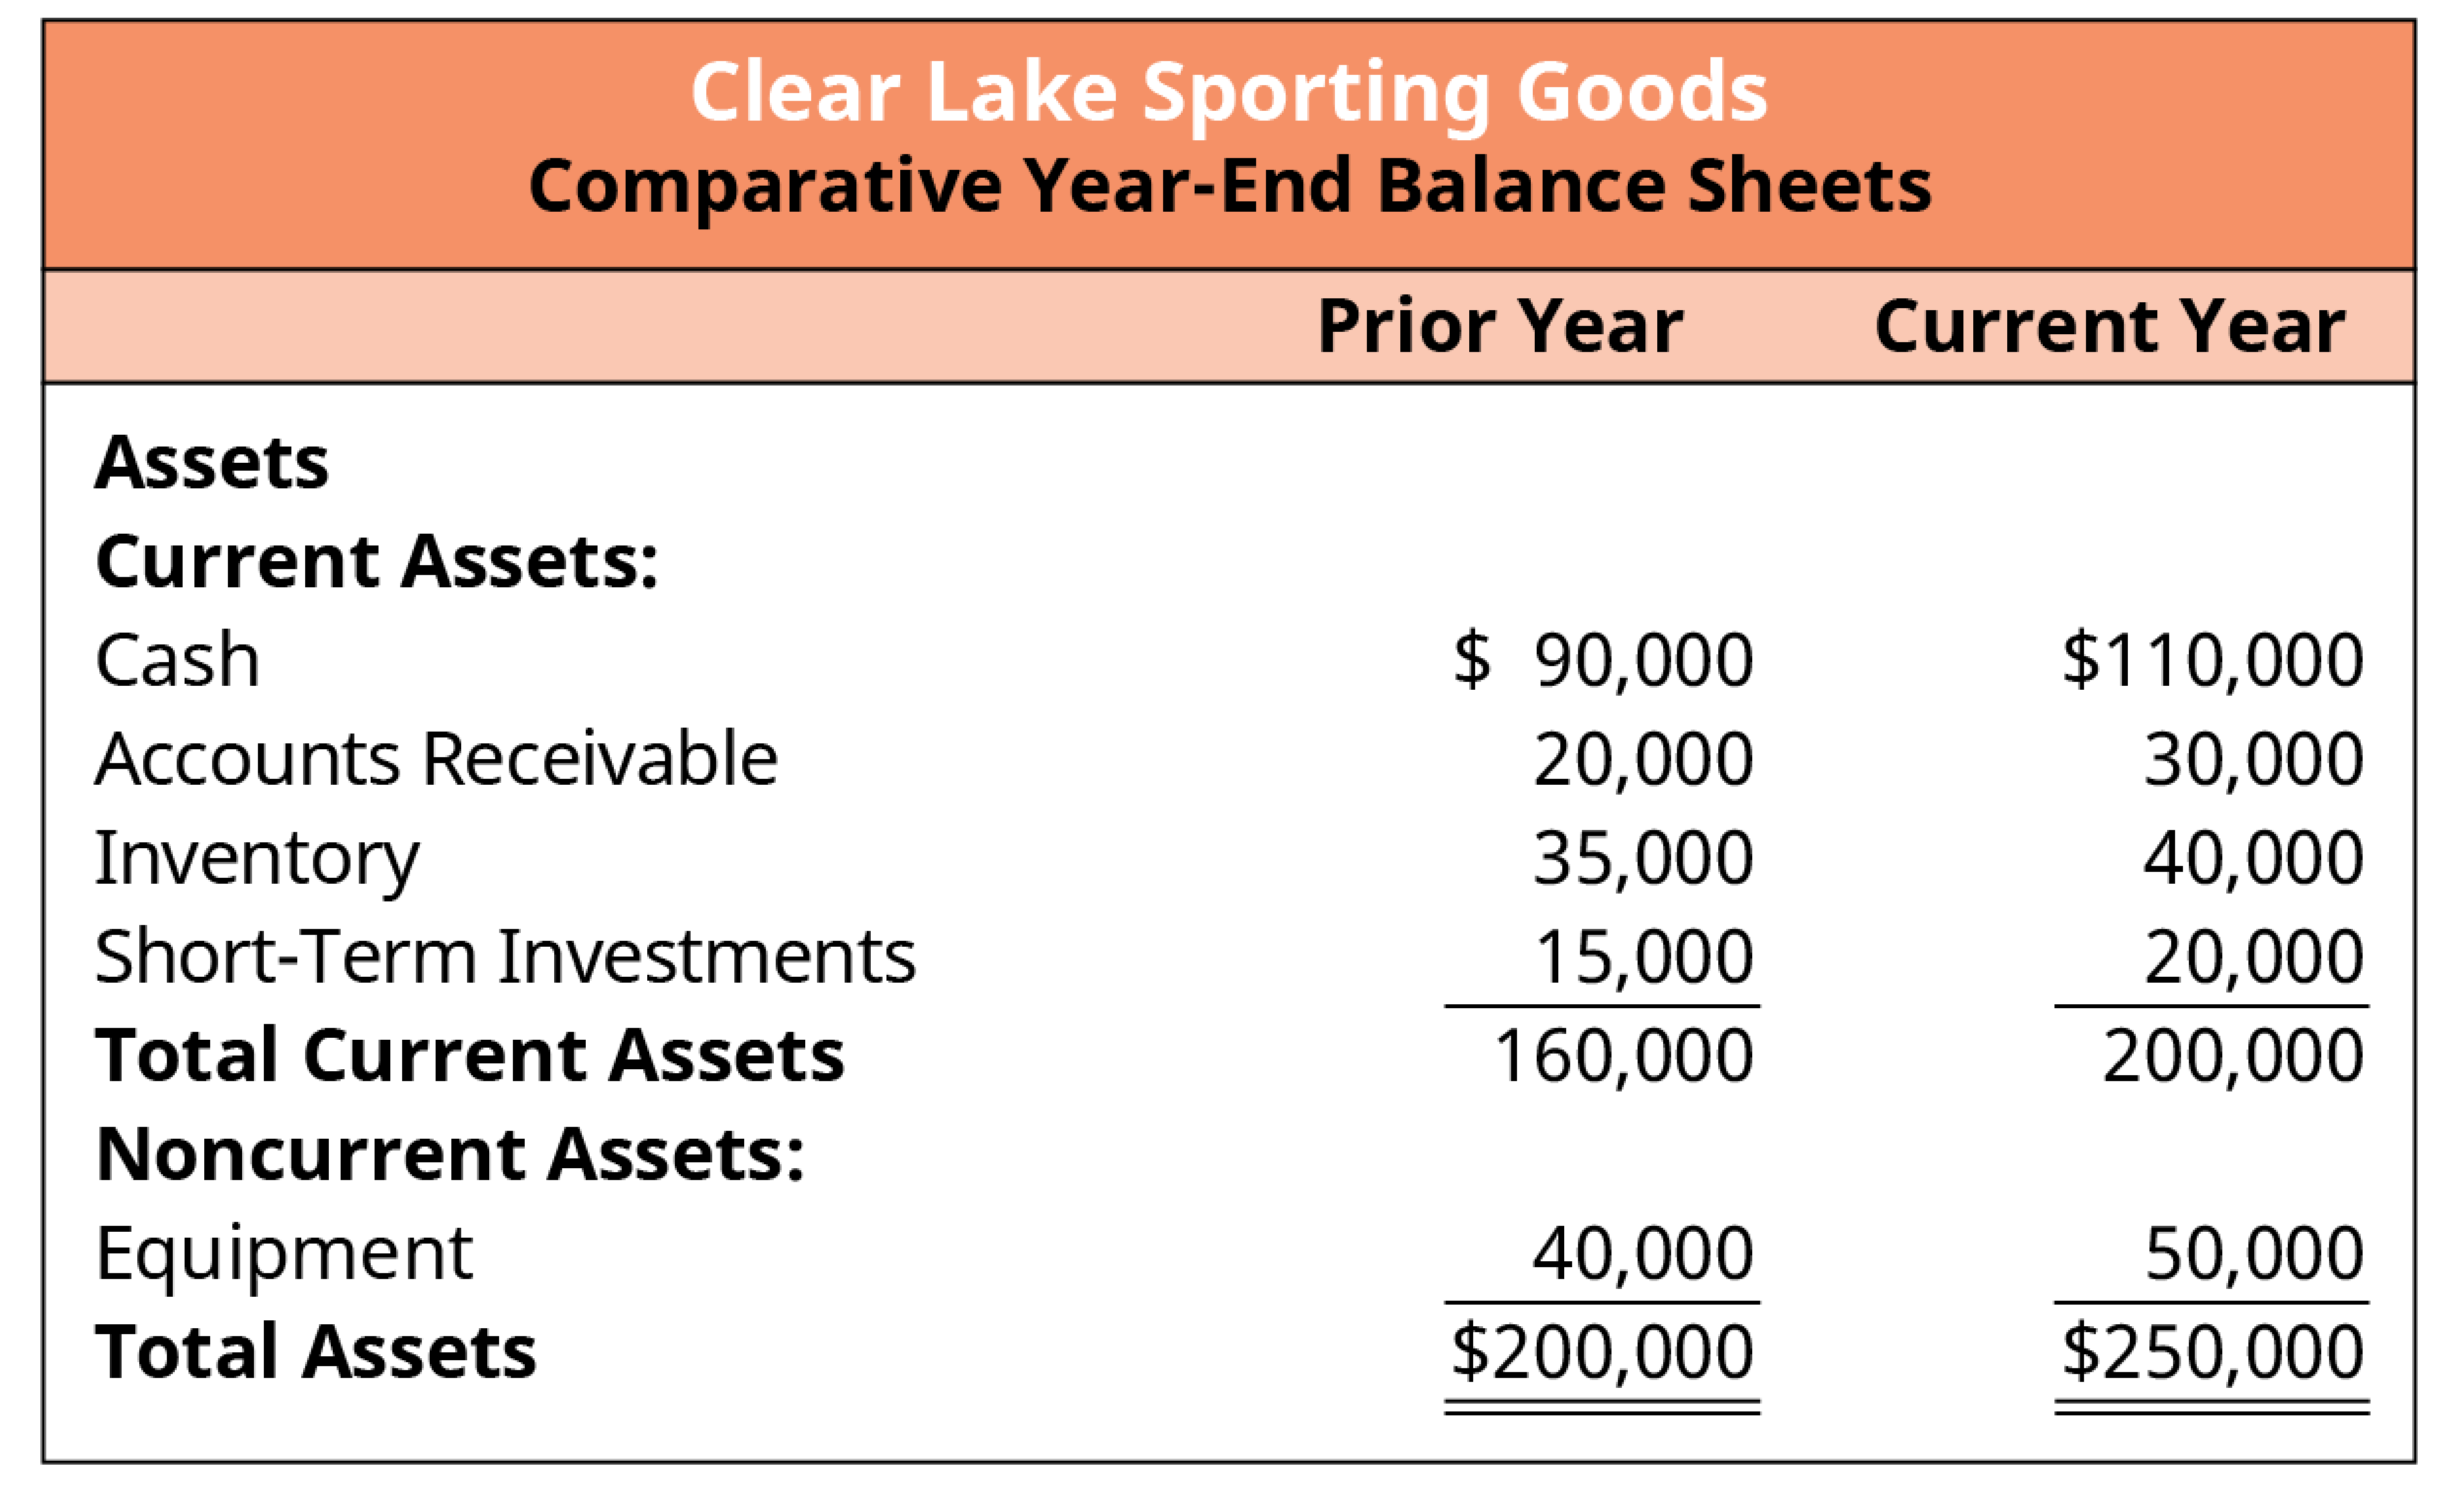 Clear Lake Sporting Goods
Comparative Year-End Balance Sheets
Prior Year Current Year
Assets
Current Assets:
Cash $ 90,000 $110,000
Accounts Receivable 20,000 30,000
Inventory 35,000 40,000
Short-Term Investments 15,000 20,000
Total Current Assets 160,000 200,000
Noncurrent Assets:
Equipment 40,000 50,000
Total Assets $200,000 $250,000